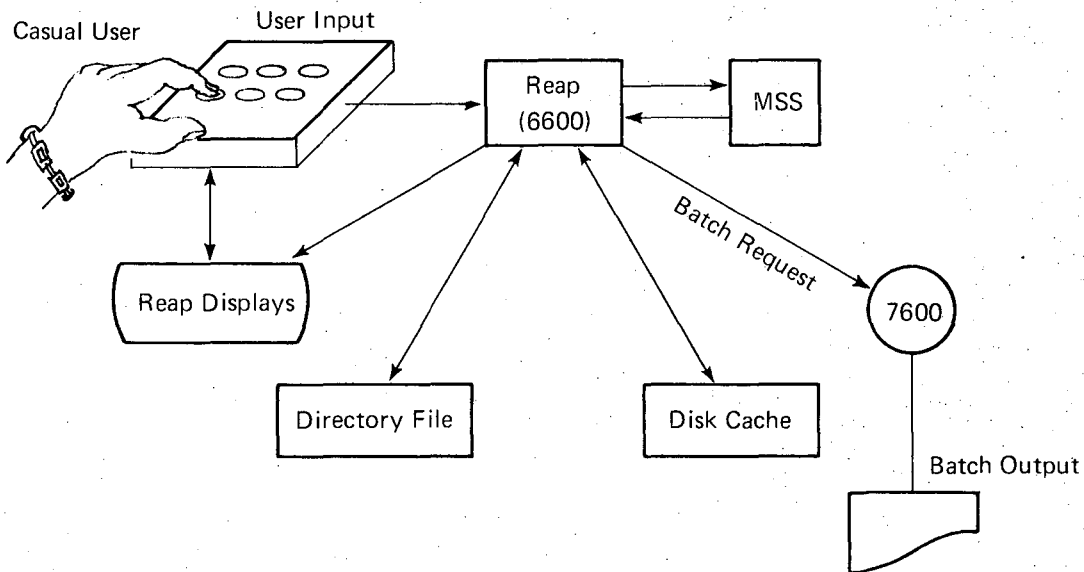 Casual User
User Input
Reap
(6600)
MSS
Batch Request
Reap Displays
7600
Directory File
Disk Cache
Batch Output